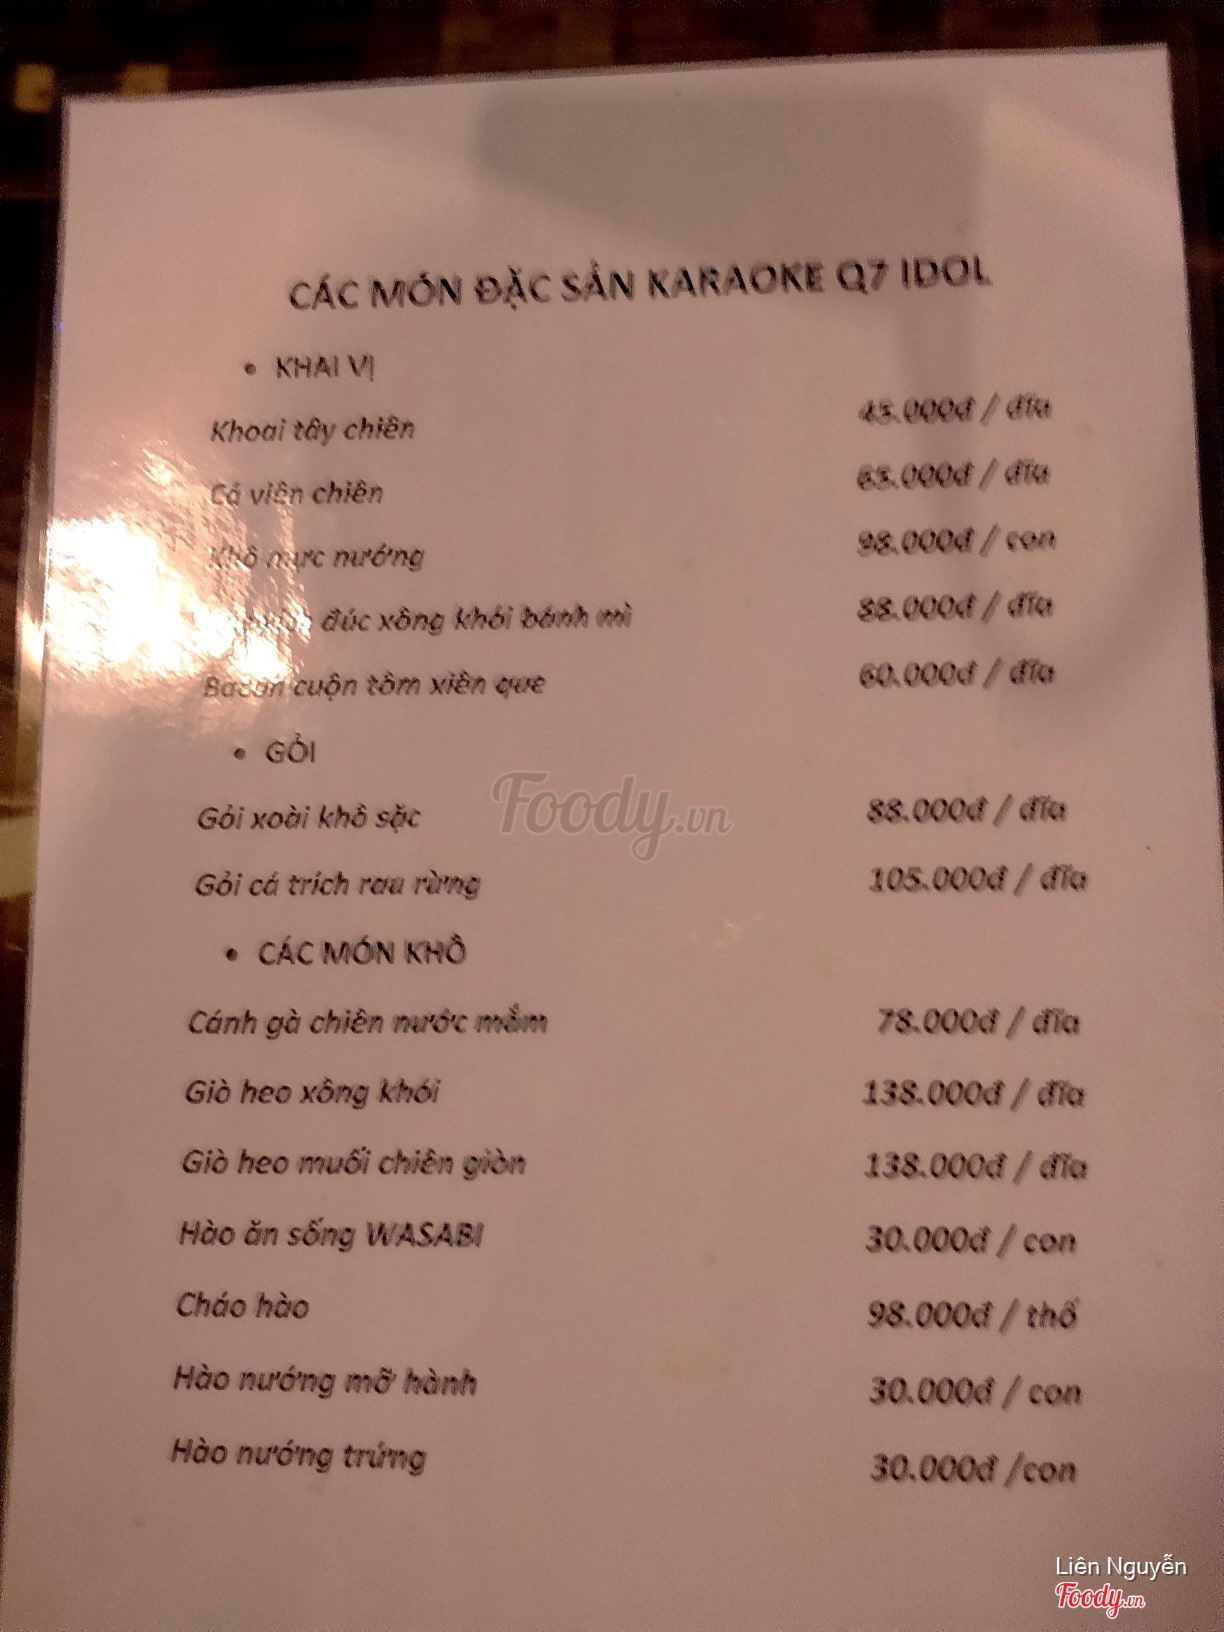 CÁC MÓN ĐẶC SẢN KARAOKE Q7 IDOL
• KHAI VỊ
Khoai tây chiên 45.000đ / đĩa
Cá viên chiên 65.000đ / đĩa
Khô mực nướng 98.000đ / con
đúc xông khói bánh mì 88.000đ / đĩa
Bacon cuộn tôm xiên que 60.000đ / đĩa
• GỎI
Gỏi xoài khô sặc 88.000đ / đĩa
Foody.vn
Gỏi cá trích rau rừng 105.000đ / đĩa
• CÁC MÓN KHÔ
Cánh gà chiên nước mắm 78.000đ / đĩa
Giò heo xông khói 138.000đ / đĩa
Giò heo muối chiên giòn 138.000đ / đĩa
Hào ăn sống WASABI 30.000đ / con
Cháo hào 98.000đ / thố
Hào nướng mỡ hành 30.000đ / con
Hào nướng trứng 30.000đ /con
Liên Nguyễn
Foody.vn